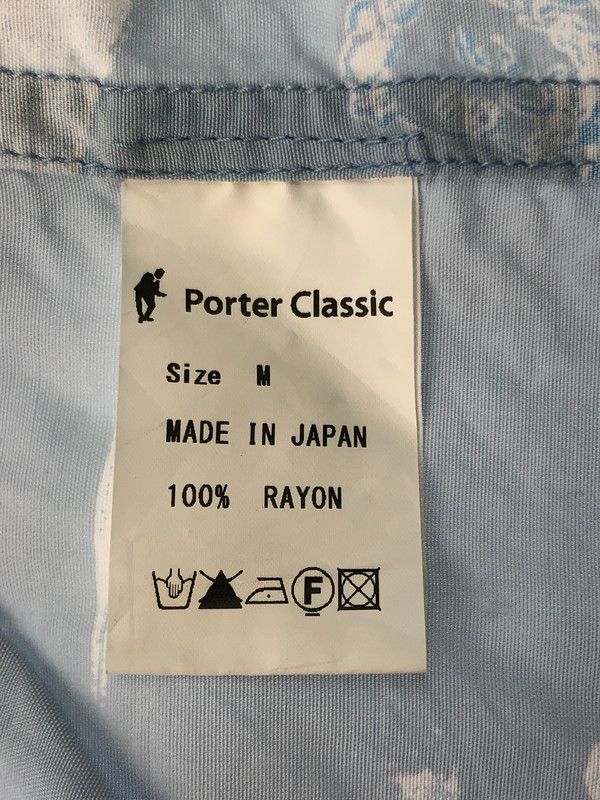 Porter Classic
Size M
MADE IN JAPAN
100% RAYON
F